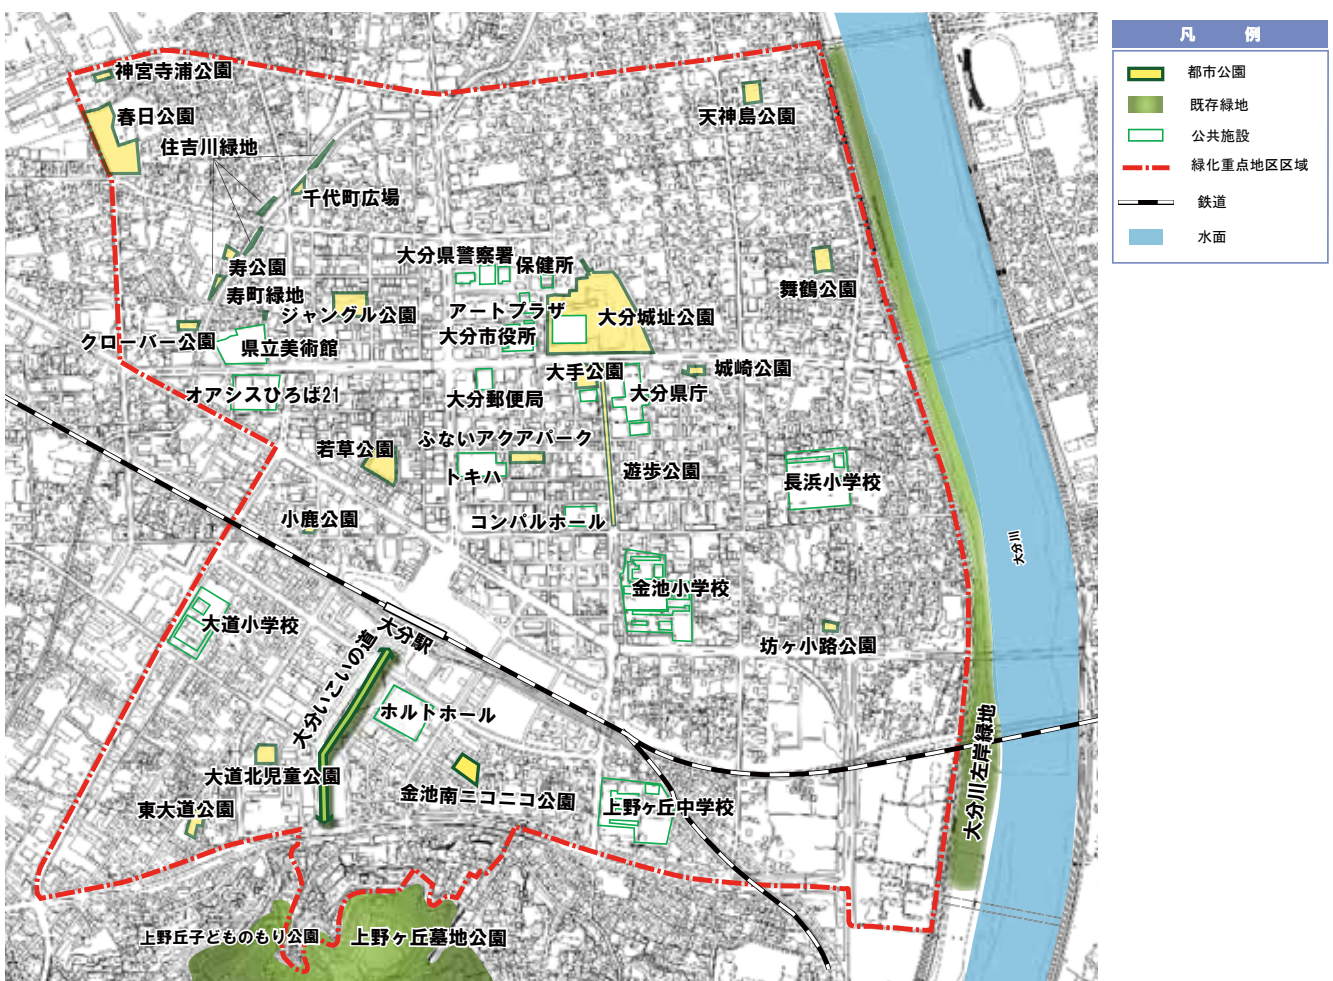 凡 例
都市公園
既存緑地
公共施設
緑化重点地区区域
鉄道
水面
神宮寺浦公園
春日公園
住吉川緑地
千代町広場
天神島公園
大分県警察署
保健所
寿公園
寿町緑地
ジャングル公園
アートプラザ
大分市役所
大分城址公園
舞鶴公園
クローバー公園
県立美術館
オアシスひろば21
大手公園
城崎公園
大分郵便局
大分県庁
若草公園
ふないアクアパーク
トキハ
遊歩公園
長浜小学校
小鹿公園
コンパルホール
大分川
金池小学校
大道小学校
大分駅
坊ヶ小路公園
大分いこいの道
ホルトホール
大分川左岸緑地
大道北児童公園
金池南ニコニコ公園
東大道公園
上野ヶ丘中学校
上野丘子どものもり公園
上野ヶ丘墓地公園